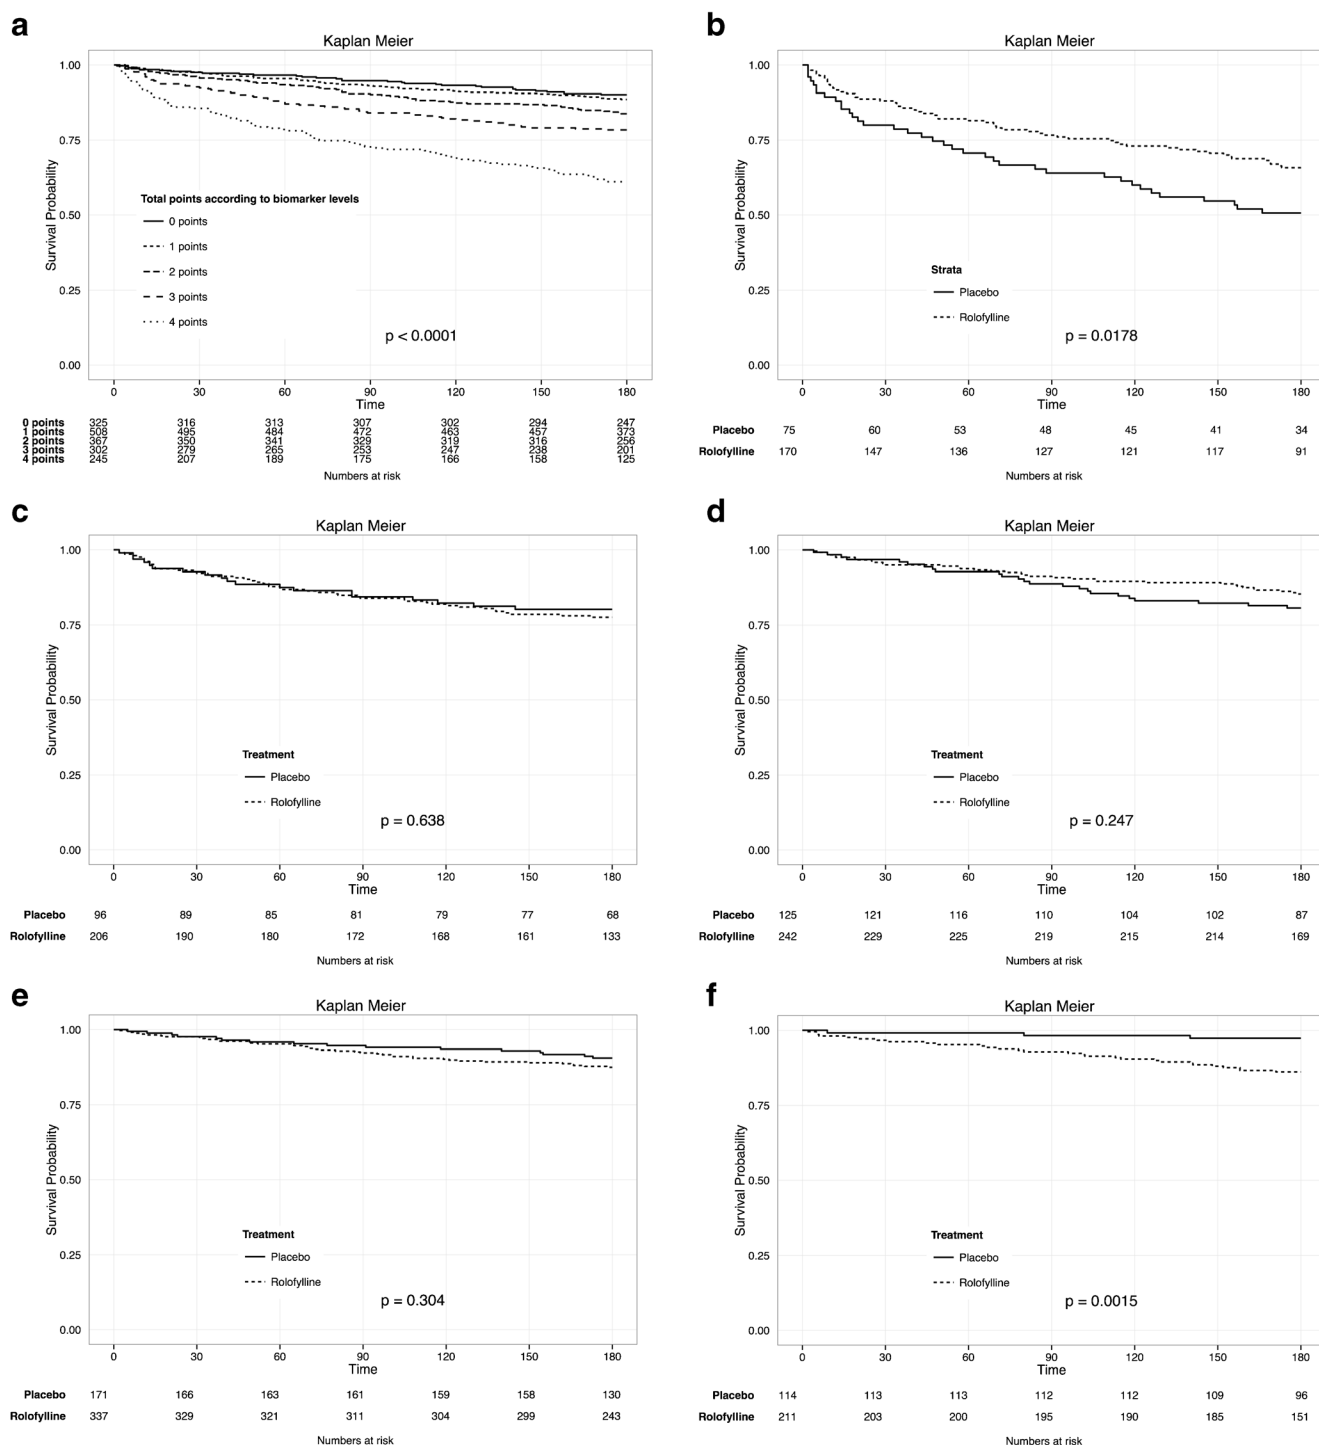 a
Kaplan Meier
1.00
0.75
0.50
0.25
0.00
Survival Probability
Total points according to biomarker levels
0 points
1 points
2 points
3 points
4 points
p < 0.0001
0 30 60 90 120 150 180
Time
0 points 325 316 313 307 302 294 247
1 points 508 495 484 472 463 457 373
2 points 367 350 341 329 319 316 256
3 points 302 279 265 253 247 238 201
4 points 245 207 189 175 166 158 125
Numbers at risk
b
Kaplan Meier
1.00
0.75
0.50
0.25
0.00
Survival Probability
Strata
Placebo
Rolofylline
p = 0.0178
0 30 60 90 120 150 180
Time
Placebo 75 60 53 48 45 41 34
Rolofylline 170 147 136 127 121 117 91
Numbers at risk
c
Kaplan Meier
1.00
0.75
0.50
0.25
0.00
Survival Probability
Treatment
Placebo
Rolofylline
p = 0.638
0 30 60 90 120 150 180
Time
Placebo 96 89 85 81 79 77 68
Rolofylline 206 190 180 172 168 161 133
Numbers at risk
d
Kaplan Meier
1.00
0.75
0.50
0.25
0.00
Survival Probability
Treatment
Placebo
Rolofylline
p = 0.247
0 30 60 90 120 150 180
Time
Placebo 125 121 116 110 104 102 87
Rolofylline 242 229 225 219 215 214 169
Numbers at risk
e
Kaplan Meier
1.00
0.75
0.50
0.25
0.00
Survival Probability
Treatment
Placebo
Rolofylline
p = 0.304
0 30 60 90 120 150 180
Time
Placebo 171 166 163 161 159 158 130
Rolofylline 337 329 321 311 304 299 243
Numbers at risk
f
Kaplan Meier
1.00
0.75
0.50
0.25
0.00
Survival Probability
Treatment
Placebo
Rolofylline
p = 0.0015
0 30 60 90 120 150 180
Time
Placebo 114 113 113 112 112 109 96
Rolofylline 211 203 200 195 190 185 151
Numbers at risk